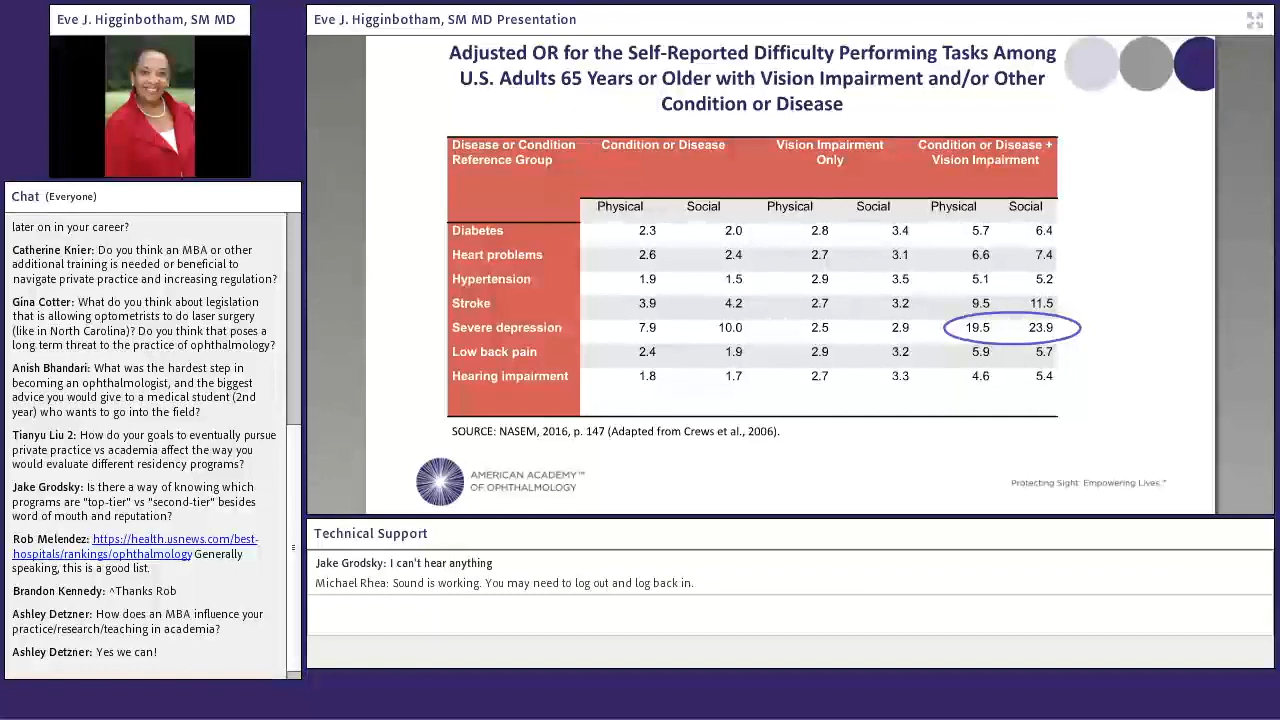 Eve J. Higginbotham, SM MD
Chat (Everyone)
later on in your career?
Catherine Knier: Do you think an MBA or other
additional training is needed or beneficial to
navigate private practice and increasing regulation?
Gina Cotter: What do you think about legislation
that is allowing optometrists to do laser surgery
(like in North Carolina)? Do you think that poses a
long term threat to the practice of ophthalmology?
Anish Bhandari: What was the hardest step in
becoming an ophthalmologist, and the biggest
advice you would give to a medical student (2nd
year) who wants to go into the field?
Tianyu Liu 2: How do your goals to eventually pursue
private practice vs academia affect the way you
would evaluate different residency programs?
Jake Grodsky: Is there a way of knowing which
programs are "top-tier" vs "second-tier" besides
word of mouth and reputation?
Rob Melendez: https://health.usnews.com/best-
hospitals/rankings/ophthalmology Generally
speaking, this is a good list.
Brandon Kennedy: ^Thanks Rob
Ashley Detzner: How does an MBA influence your
practice/research/teaching in academia?
Ashley Detzner: Yes we can!
Eve J. Higginbotham, SM MD Presentation
Adjusted OR for the Self-Reported Difficulty Performing Tasks Among
U.S. Adults 65 Years or Older with Vision Impairment and/or Other
Condition or Disease
Disease or Condition Condition or Disease Vision Impairment Condition or Disease +
Reference Group Only Vision Impairment
Physical Social Physical Social Physical Social
Diabetes 2.3 2.0 2.8 3.4 5.7 6.4
Heart problems 2.6 2.4 2.7 3.1 6.6 7.4
Hypertension 1.9 1.5 2.9 3.5 5.1 5.2
Stroke 3.9 4.2 2.7 3.2 9.5 11.5
Severe depression 7.9 10.0 2.5 2.9 19.5 23.9
Low back pain 2.4 1.9 2.9 3.2 5.9 5.7
Hearing impairment 1.8 1.7 2.7 3.3 4.6 5.4
SOURCE: NASEM, 2016, p. 147 (Adapted from Crews et al., 2006).
AMERICAN ACADEMY™
OF OPHTHALMOLOGY
Protecting Sight. Empowering Lives.™
Technical Support
Jake Grodsky: I can't hear anything
Michael Rhea: Sound is working. You may need to log out and log back in.